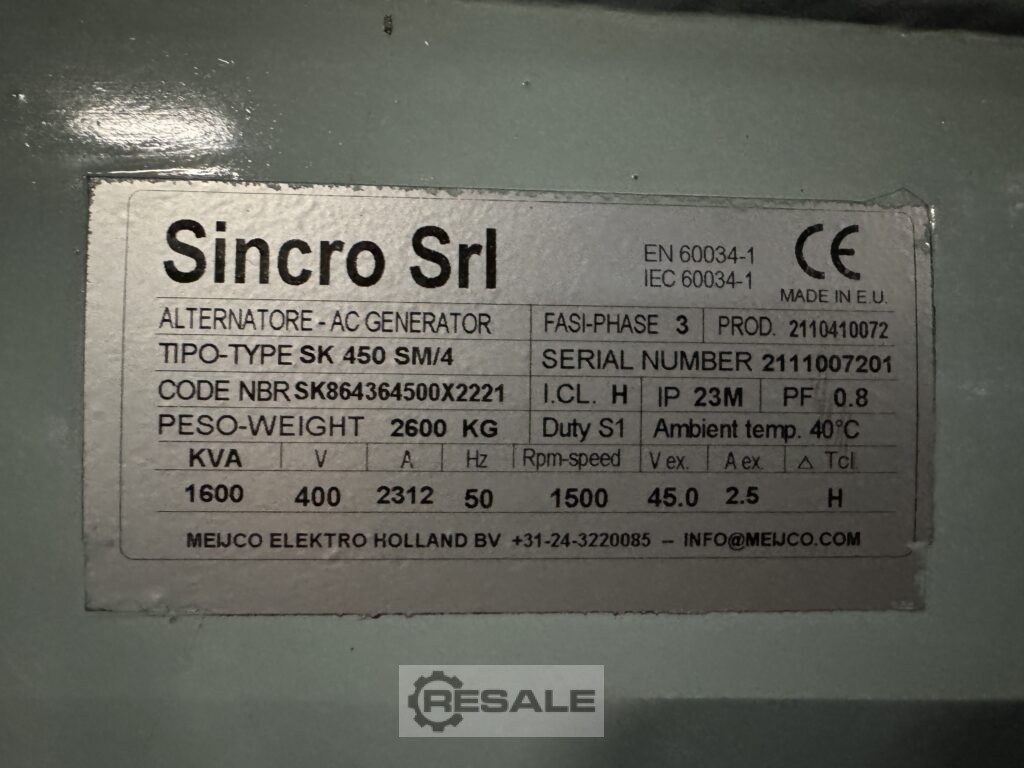 Sincro Srl
EN 60034-1
IEC 60034-1
CE
MADE IN E.U.
ALTERNATORE - AC GENERATOR FASI-PHASE 3 PROD. 2110410072
TIPO-TYPE SK 450 SM/4 SERIAL NUMBER 2111007201
CODE NBR SK864364500X2221 I.CL. H IP 23M PF 0.8
PESO-WEIGHT 2600 KG Duty S1 Ambient temp. 40°C
KVA V A Hz Rpm-speed V ex. A ex. △ Tcl
1600 400 2312 50 1500 45.0 2.5 H
MEIJCO ELEKTRO HOLLAND BV +31-24-3220085 – INFO@MEIJCO.COM
RESALE